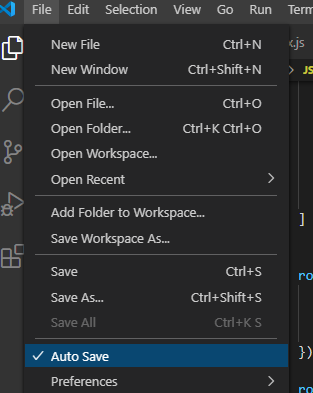 File Edit Selection View Go Run Term
New File Ctrl+N
New Window Ctrl+Shift+N
.js
Open File... Ctrl+O
JS
Open Folder... Ctrl+K Ctrl+O
Open Workspace...
Open Recent
Add Folder to Workspace...
]
Save Workspace As...
Save Ctrl+S
ro
Save As... Ctrl+Shift+S
Save All Ctrl+K S
Auto Save
})
Preferences
ro